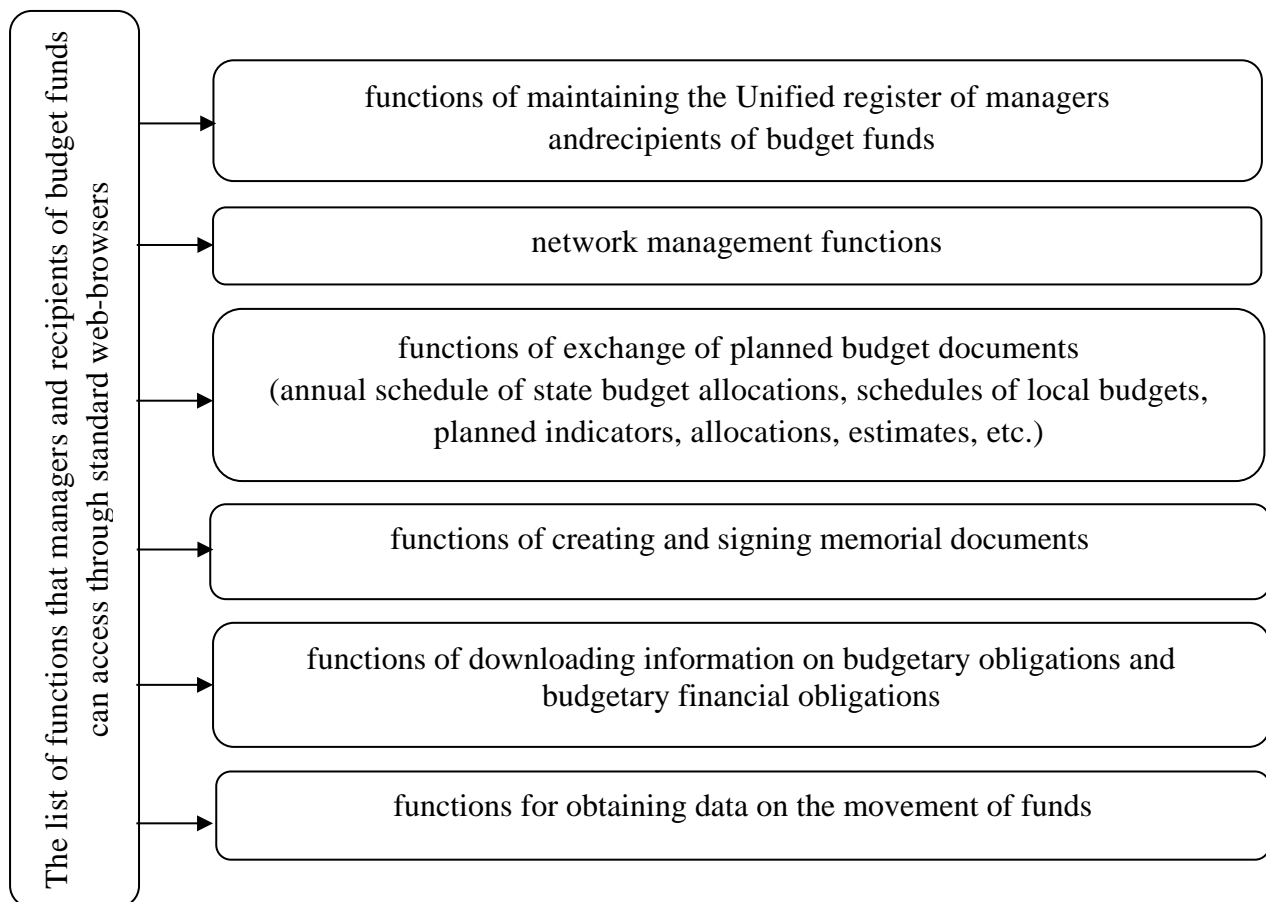 The list of functions that managers and recipients of budget funds
can access through standard web-browsers
functions of maintaining the Unified register of managers
andrecipients of budget funds
network management functions
functions of exchange of planned budget documents
(annual schedule of state budget allocations, schedules of local budgets,
planned indicators, allocations, estimates, etc.)
functions of creating and signing memorial documents
functions of downloading information on budgetary obligations and
budgetary financial obligations
functions for obtaining data on the movement of funds